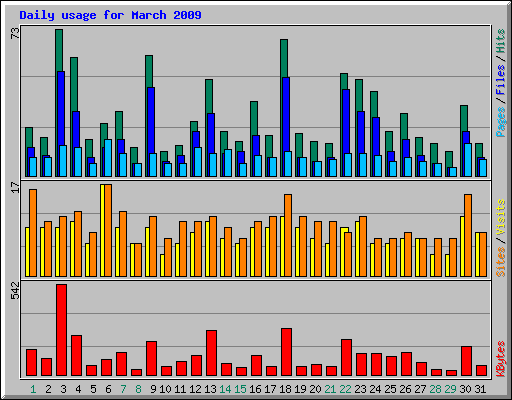 Daily usage for March 2009
73
Pages / Files / Hits
17
Sites / Visits
542
KBytes
1 2 3 4 5 6 7 8 9 10 11 12 13 14 15 16 17 18 19 20 21 22 23 24 25 26 27 28 29 30 31